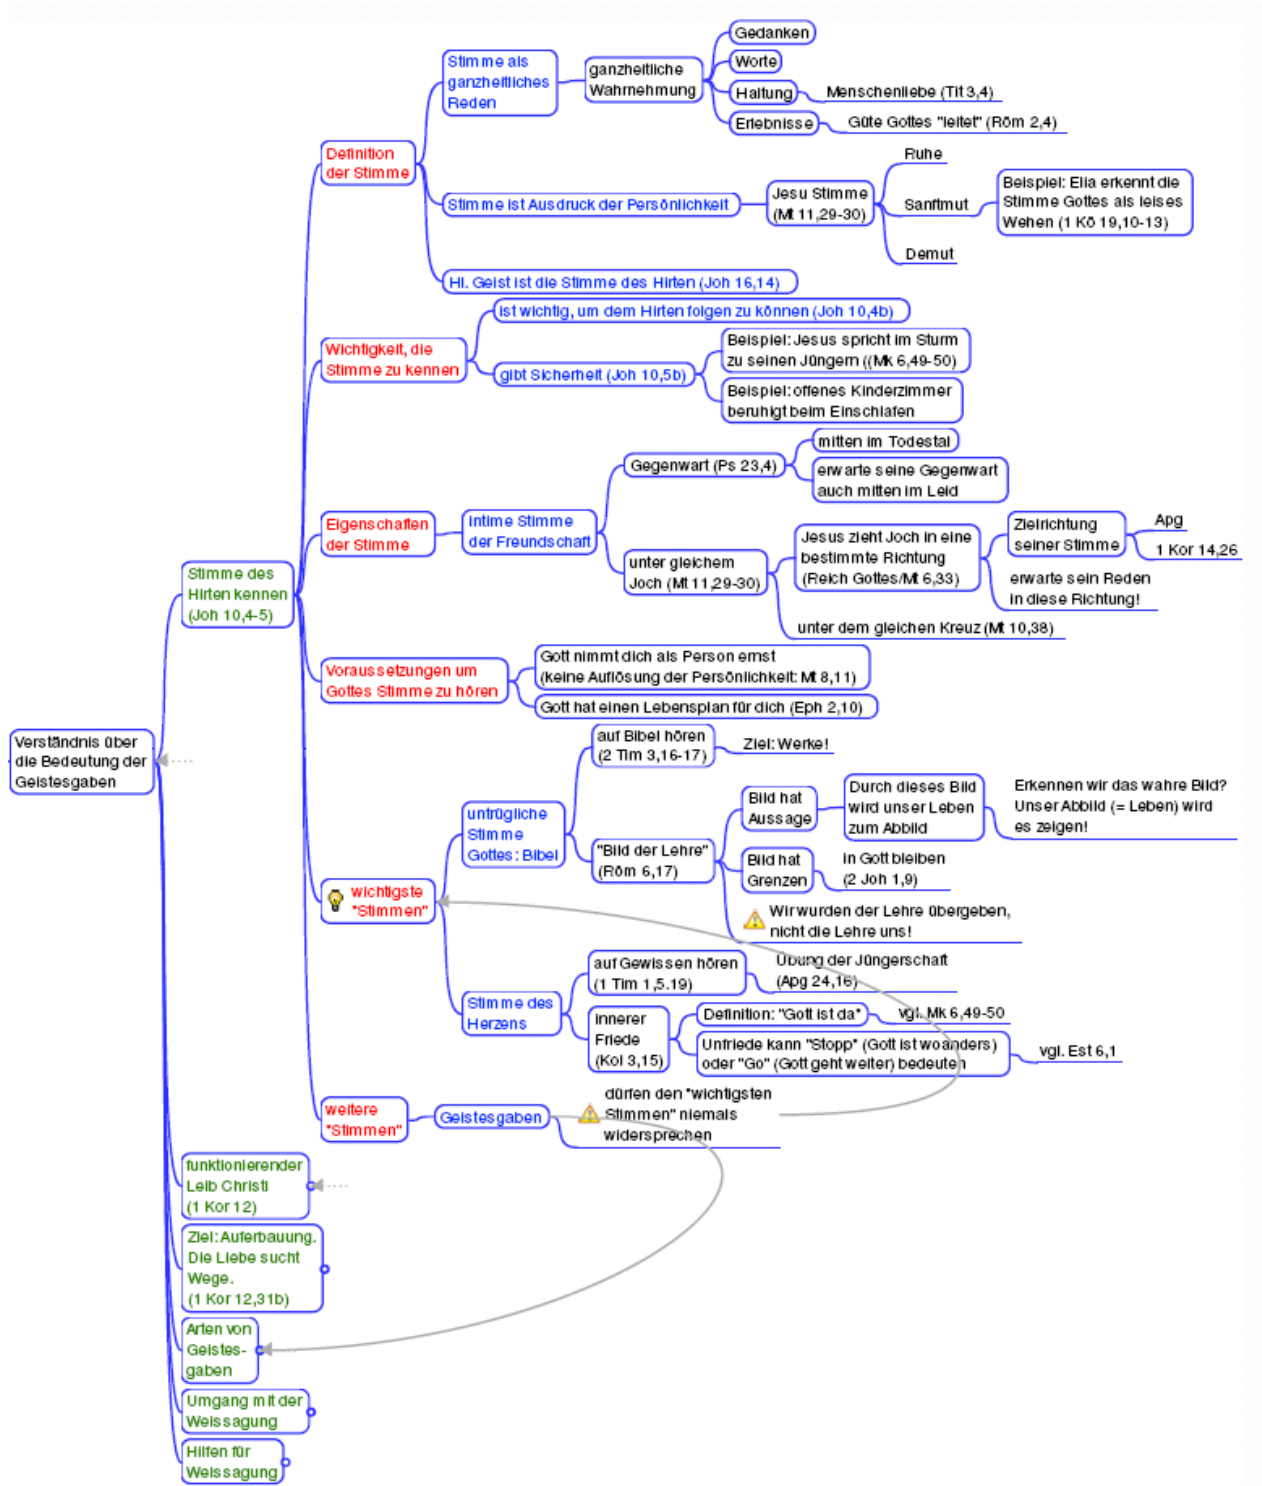 Verständnis über
die Bedeutung der
Geistesgaben
Stimme des
Hirten kennen
(Joh 10,4-5)
Definition
der Stimme
Stimme als
ganzheitliches
Reden
ganzheitliche
Wahrnehmung
Gedanken
Worte
Haltung
Menschenliebe (Tit 3,4)
Erlebnisse
Güte Gottes "leitet" (Röm 2,4)
Stimme ist Ausdruck der Persönlichkeit
Jesu Stimme
(Mt 11,29-30)
Ruhe
Sanftmut
Beispiel: Elia erkennt die
Stimme Gottes als leises
Wehen (1 Kö 19,10-13)
Demut
Hl. Geist ist die Stimme des Hirten (Joh 16,14)
Wichtigkeit, die
Stimme zu kennen
ist wichtig, um dem Hirten folgen zu können (Joh 10,4b)
gibt Sicherheit (Joh 10,5b)
Beispiel: Jesus spricht im Sturm
zu seinen Jüngern ((Mk 6,49-50)
Beispiel: offenes Kinderzimmer
beruhigt beim Einschlafen
Eigenschaften
der Stimme
intime Stimme
der Freundschaft
Gegenwart (Ps 23,4)
mitten im Todestal
erwarte seine Gegenwart
auch mitten im Leid
unter gleichem
Joch (Mt 11,29-30)
Jesus zieht Joch in eine
bestimmte Richtung
(Reich Gottes/Mt 6,33)
Zielrichtung
seiner Stimme
Apg
1 Kor 14,26
erwarte sein Reden
in diese Richtung!
unter dem gleichen Kreuz (Mt 10,38)
Voraussetzungen um
Gottes Stimme zu hören
Gott nimmt dich als Person ernst
(keine Auflösung der Persönlichkeit: Mt 8,11)
Gott hat einen Lebensplan für dich (Eph 2,10)
wichtigste
"Stimmen"
untrügliche
Stimme
Gottes: Bibel
auf Bibel hören
(2 Tim 3,16-17)
Ziel: Werke!
"Bild der Lehre"
(Röm 6,17)
Bild hat
Aussage
Durch dieses Bild
wird unser Leben
zum Abbild
Erkennen wir das wahre Bild?
Unser Abbild (= Leben) wird
es zeigen!
Bild hat
Grenzen
in Gott bleiben
(2 Joh 1,9)
Wir wurden der Lehre übergeben,
nicht die Lehre uns!
Stimme des
Herzens
auf Gewissen hören
(1 Tim 1,5.19)
Übung der Jüngerschaft
(Apg 24,16)
innerer
Friede
(Kol 3,15)
Definition: "Gott ist da"
vgl. Mk 6,49-50
Unfriede kann "Stopp" (Gott ist woanders)
oder "Go" (Gott geht weiter) bedeuten
vgl. Est 6,1
weitere
"Stimmen"
Geistesgaben
dürfen den "wichtigsten
Stimmen" niemals
widersprechen
funktionierender
Leib Christi
(1 Kor 12)
Ziel: Auferbauung.
Die Liebe sucht
Wege.
(1 Kor 12,31b)
Arten von
Geistes-
gaben
Umgang mit der
Weissagung
Hilfen für
Weissagung